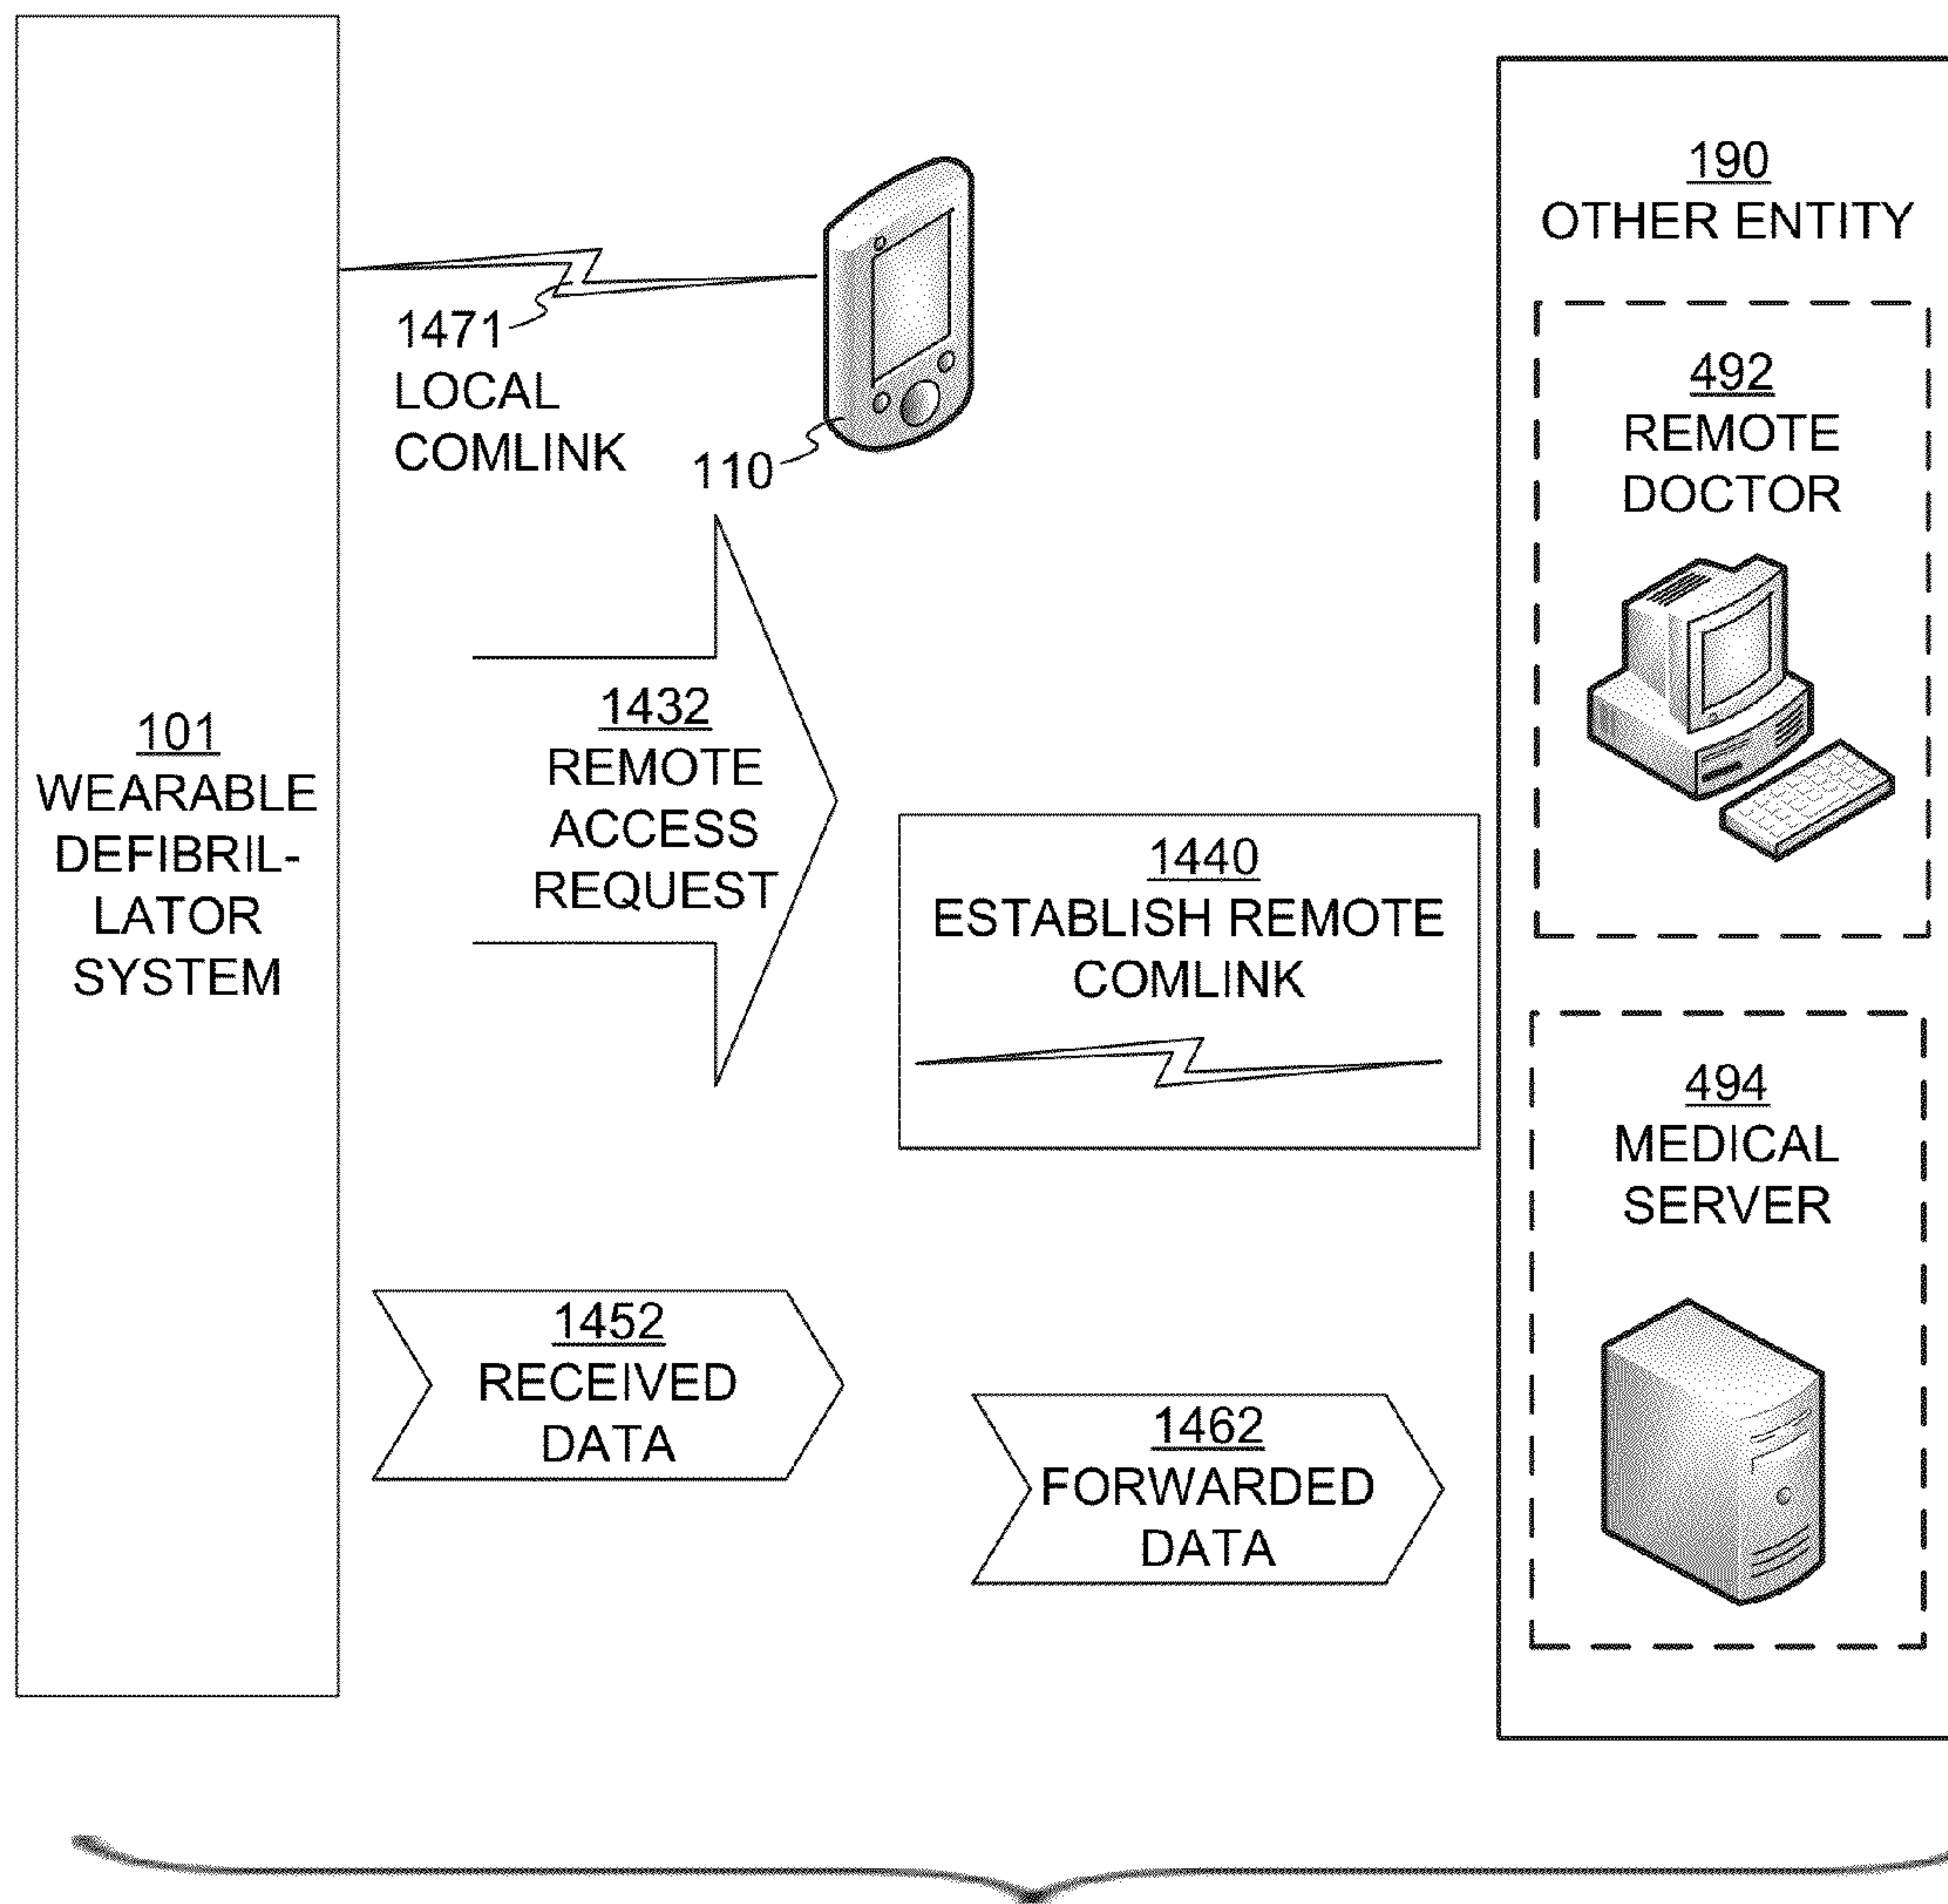 101
WEARABLE
DEFIBRIL-
LATOR
SYSTEM
1471
LOCAL
COMLINK
110
1432
REMOTE
ACCESS
REQUEST
1440
ESTABLISH REMOTE
COMLINK
1452
RECEIVED
DATA
1462
FORWARDED
DATA
190
OTHER ENTITY
492
REMOTE
DOCTOR
494
MEDICAL
SERVER